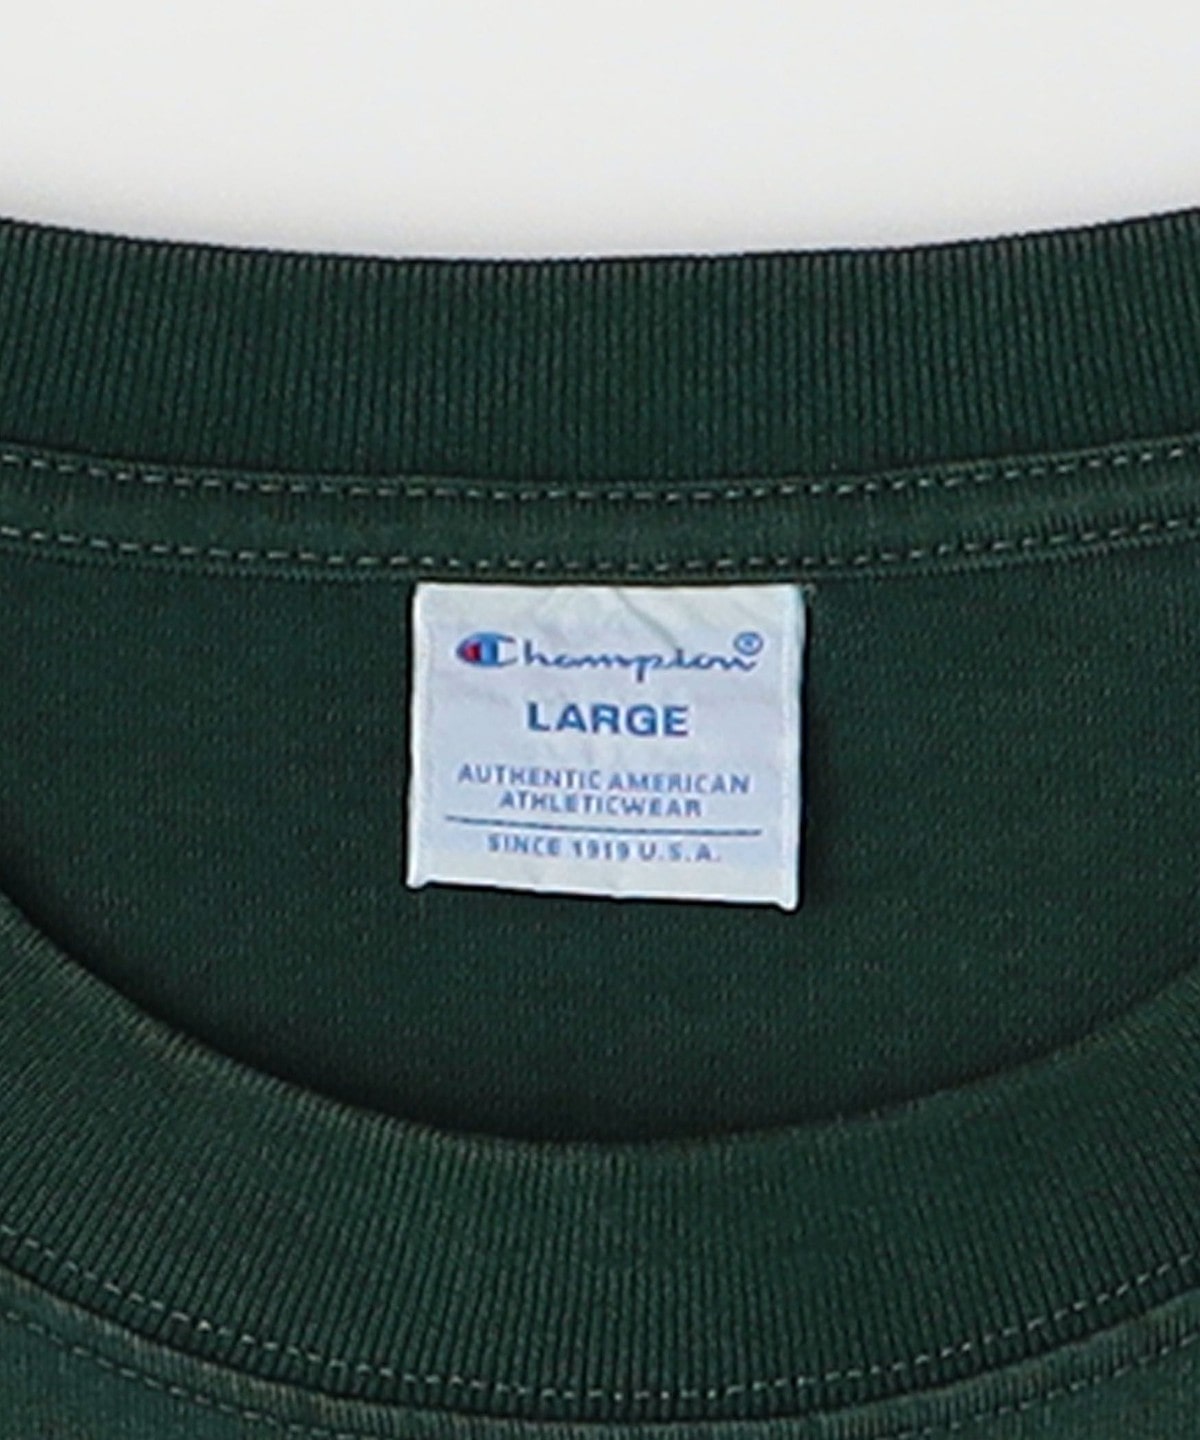 Champion®
LARGE
AUTHENTIC AMERICAN
ATHLETICWEAR
SINCE 1919 U.S.A.